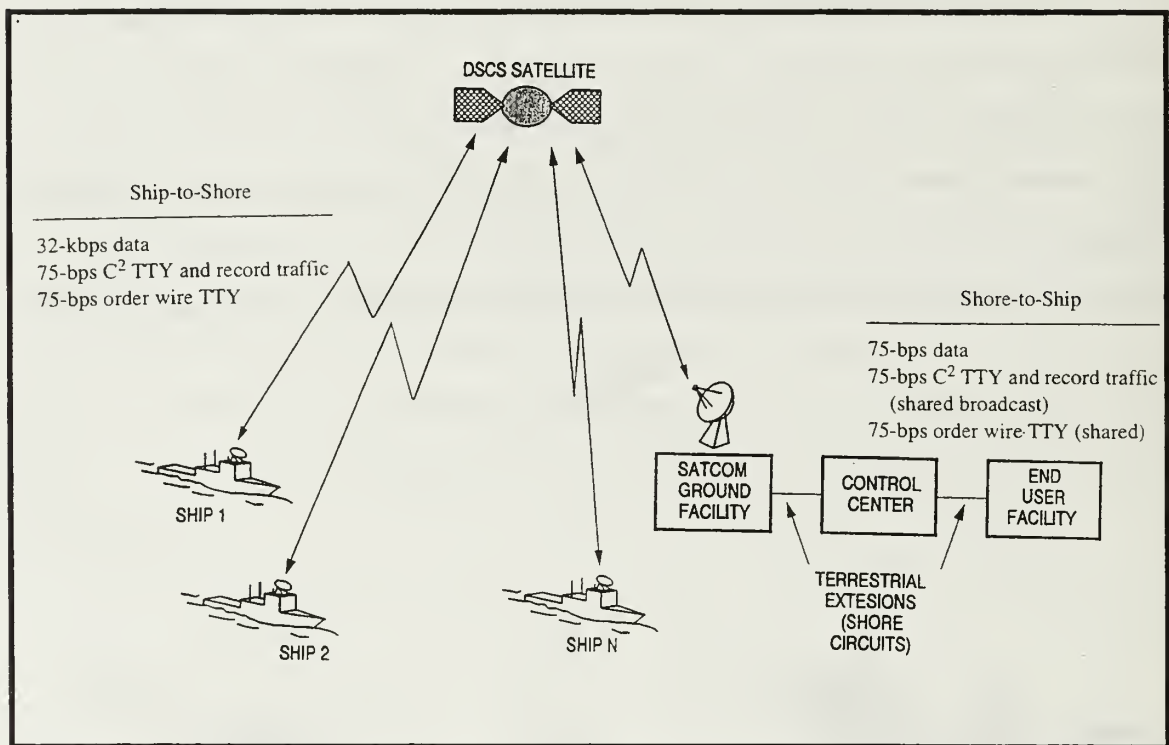 DSCS SATELLITE
Ship-to-Shore
32-kbps data
75-bps C² TTY and record traffic
75-bps order wire TTY
Shore-to-Ship
75-bps data
75-bps C² TTY and record traffic
(shared broadcast)
75-bps order wire TTY (shared)
SHIP 1
SHIP 2
SHIP N
SATCOM
GROUND
FACILITY
CONTROL
CENTER
END
USER
FACILITY
TERRESTRIAL
EXTESIONS
(SHORE
CIRCUITS)